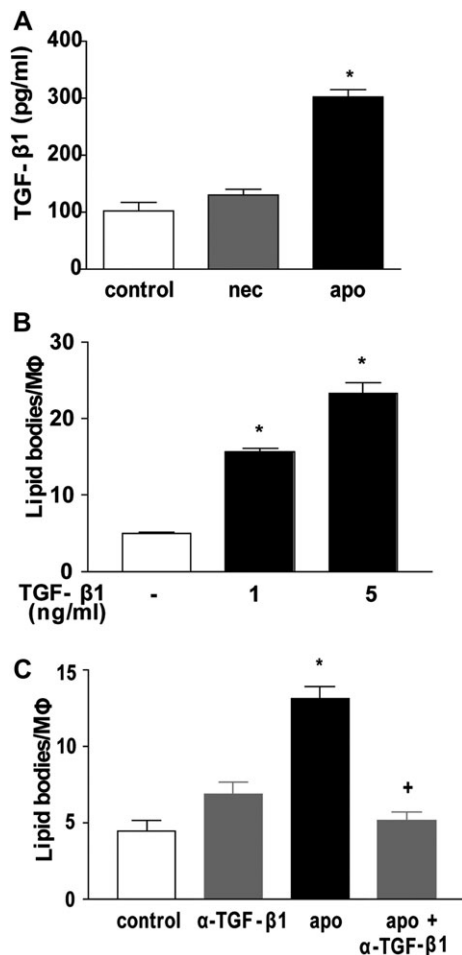 A
TGF- β1 (pg/ml)
400
300
200
100
0
*
control nec apo
B
Lipid bodies/MΦ
30
20
10
0
*
*
TGF- β1 - 1 5
(ng/ml)
C
Lipid bodies/MΦ
15
10
5
0
*
+
control α-TGF-β1 apo apo +
α-TGF-β1